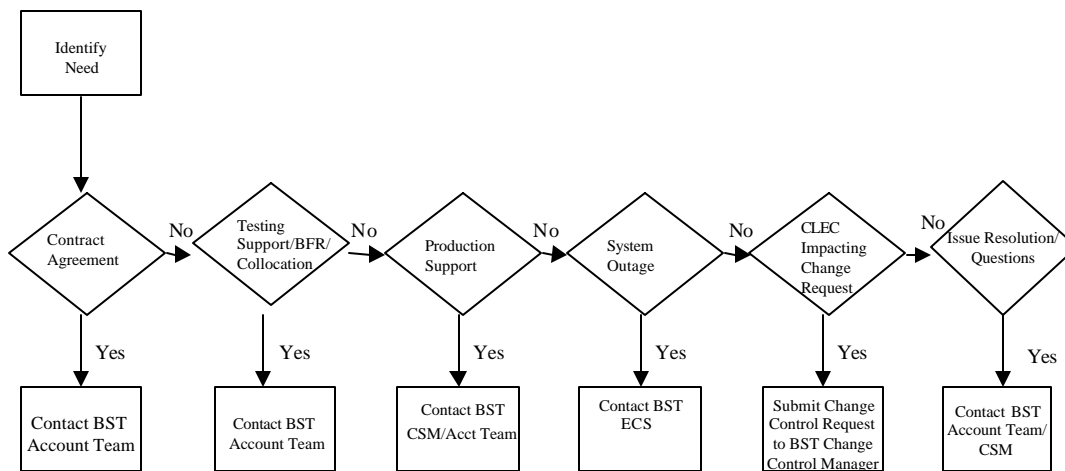 Identify
Need
Contract
Agreement
No
Testing
Support/BFR/
Collocation
No
Production
Support
No
System
Outage
No
CLEC
Impacting
Change
Request
No
Issue Resolution/
Questions
Yes
Yes
Yes
Yes
Yes
Yes
Contact BST
Account Team
Contact BST
Account Team
Contact BST
CSM/Acct Team
Contact BST
ECS
Submit Change
Control Request
to BST Change
Control Manager
Contact BST
Account Team/
CSM